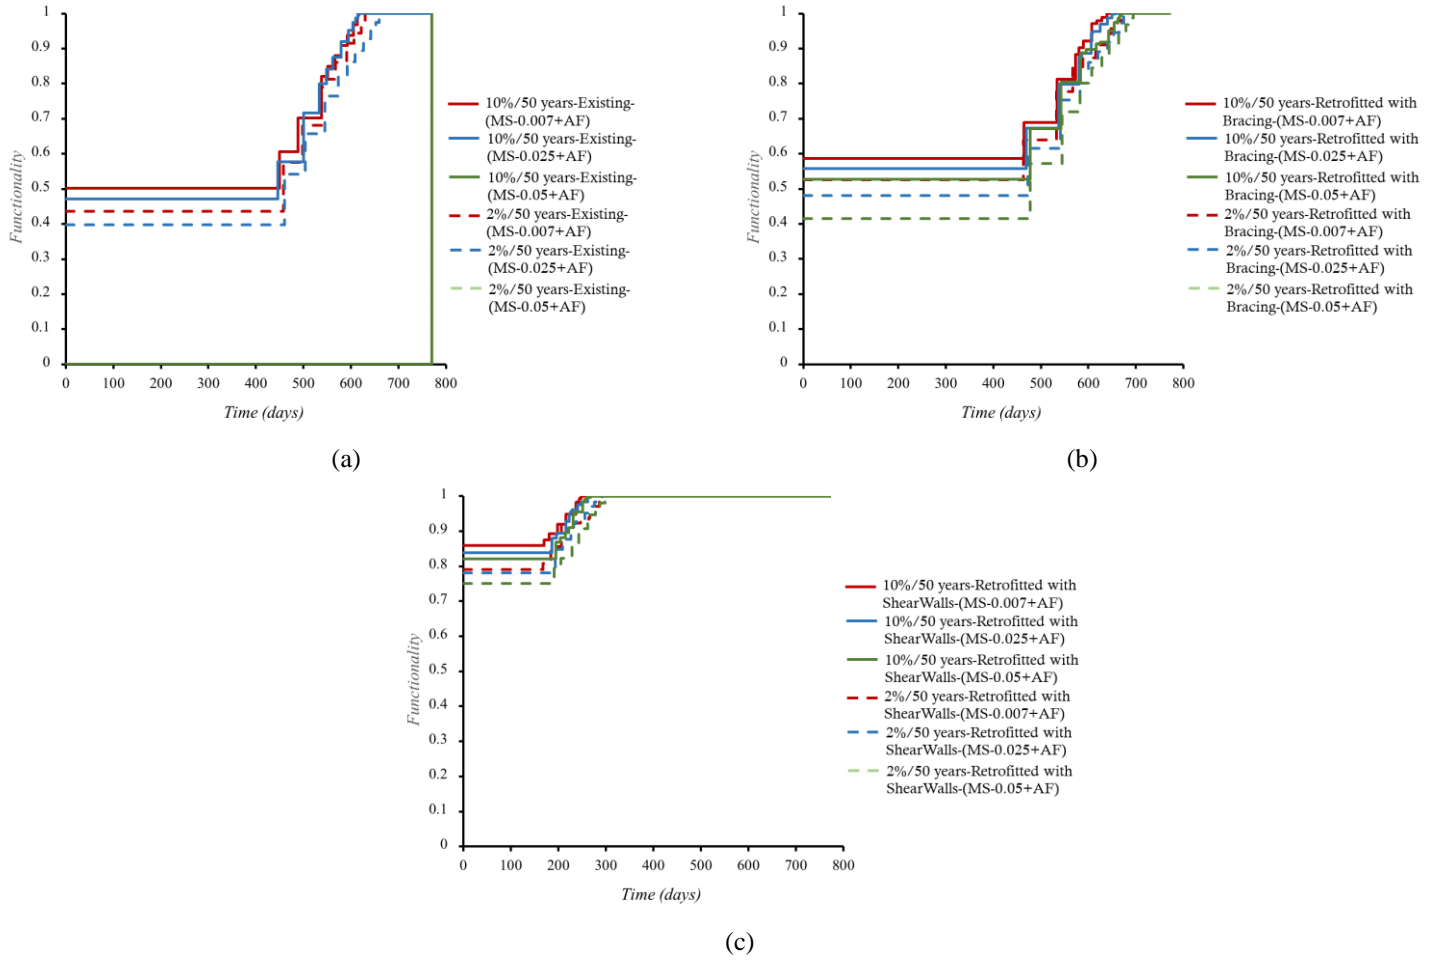 1
0.9
0.8
0.7
0.6
0.5
0.4
0.3
0.2
0.1
0
Functionality
0 100 200 300 400 500 600 700 800
Time (days)
10%/50 years-Existing-
(MS-0.007+AF)
10%/50 years-Existing-
(MS-0.025+AF)
10%/50 years-Existing-
(MS-0.05+AF)
2%/50 years-Existing-
(MS-0.007+AF)
2%/50 years-Existing-
(MS-0.025+AF)
2%/50 years-Existing-
(MS-0.05+AF)
(a)
1
0.9
0.8
0.7
0.6
0.5
0.4
0.3
0.2
0.1
0
Functionality
0 100 200 300 400 500 600 700 800
Time (days)
10%/50 years-Retrofitted with
Bracing-(MS-0.007+AF)
10%/50 years-Retrofitted with
Bracing-(MS-0.025+AF)
10%/50 years-Retrofitted with
Bracing-(MS-0.05+AF)
2%/50 years-Retrofitted with
Bracing-(MS-0.007+AF)
2%/50 years-Retrofitted with
Bracing-(MS-0.025+AF)
2%/50 years-Retrofitted with
Bracing-(MS-0.05+AF)
(b)
1
0.9
0.8
0.7
0.6
0.5
0.4
0.3
0.2
0.1
0
Functionality
0 100 200 300 400 500 600 700 800
Time (days)
10%/50 years-Retrofitted with
ShearWalls-(MS-0.007+AF)
10%/50 years-Retrofitted with
ShearWalls-(MS-0.025+AF)
10%/50 years-Retrofitted with
ShearWalls-(MS-0.05+AF)
2%/50 years-Retrofitted with
ShearWalls-(MS-0.007+AF)
2%/50 years-Retrofitted with
ShearWalls-(MS-0.025+AF)
2%/50 years-Retrofitted with
ShearWalls-(MS-0.05+AF)
(c)